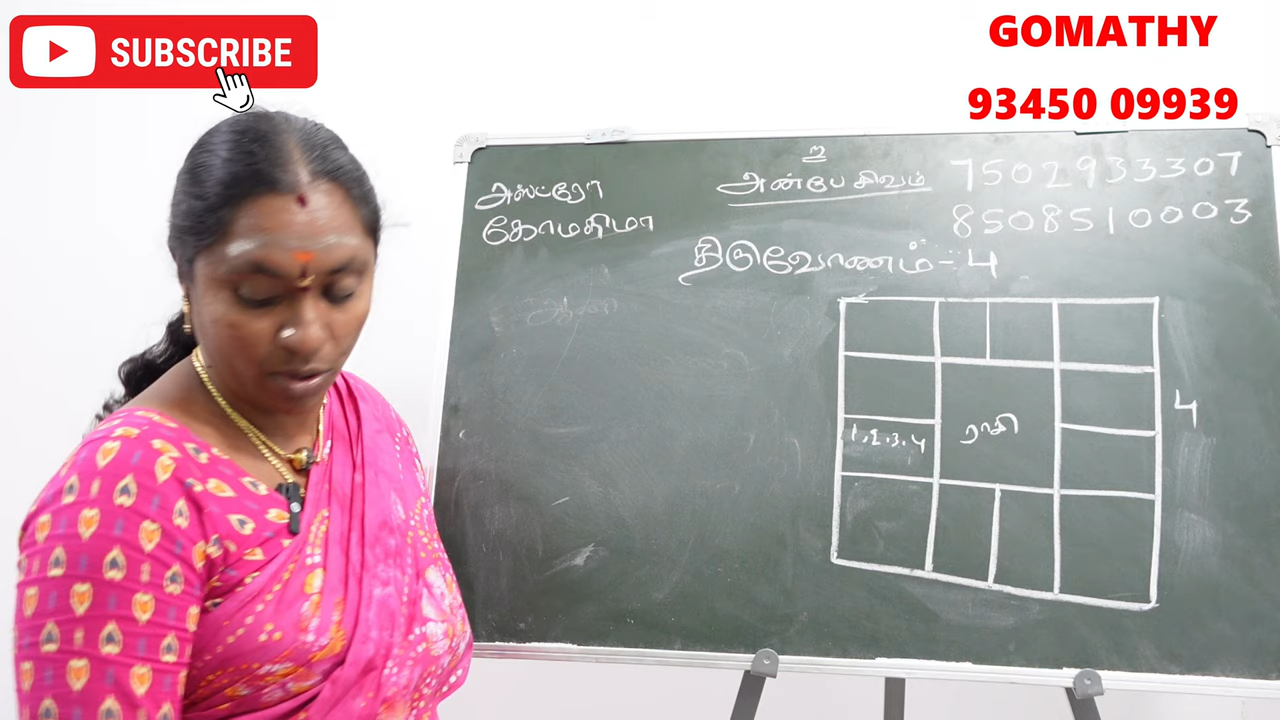 SUBSCRIBE
GOMATHY
93450 09939
உ
அஸ்ட்ரோ
கோமதிமா
அன்பே சிவம்
7502933307
8508510003
திருவோணம் - 4
4
1.2.3.4
ராசி